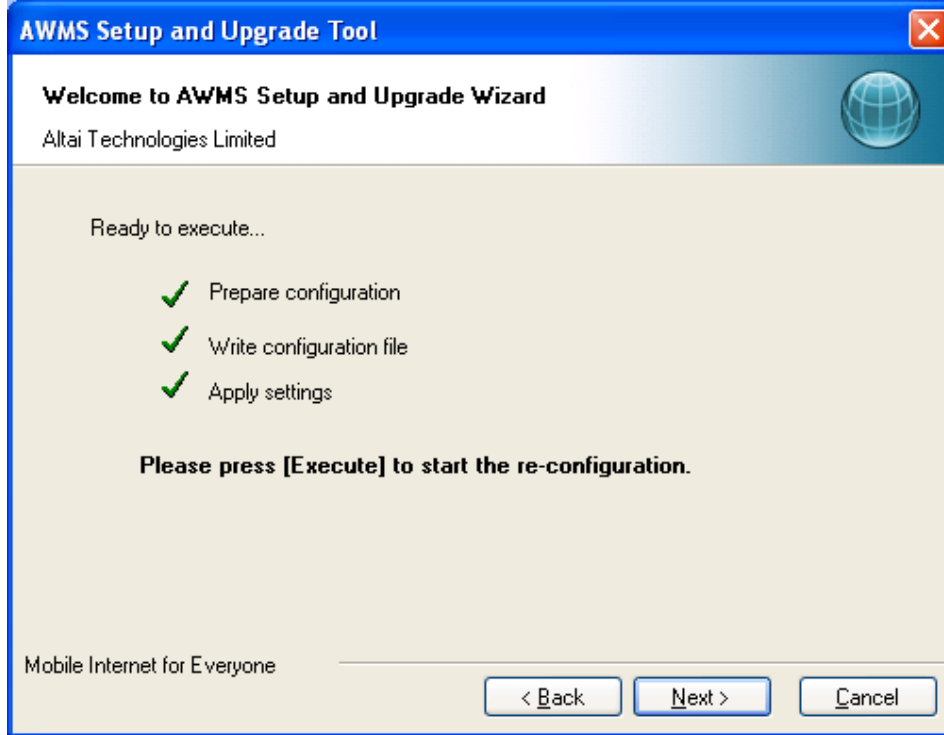 AWMS Setup and Upgrade Tool
Welcome to AWMS Setup and Upgrade Wizard
Altai Technologies Limited
Ready to execute...
Prepare configuration
Write configuration file
Apply settings
Please press [Execute] to start the re-configuration.
Mobile Internet for Everyone
< Back
Next >
Cancel